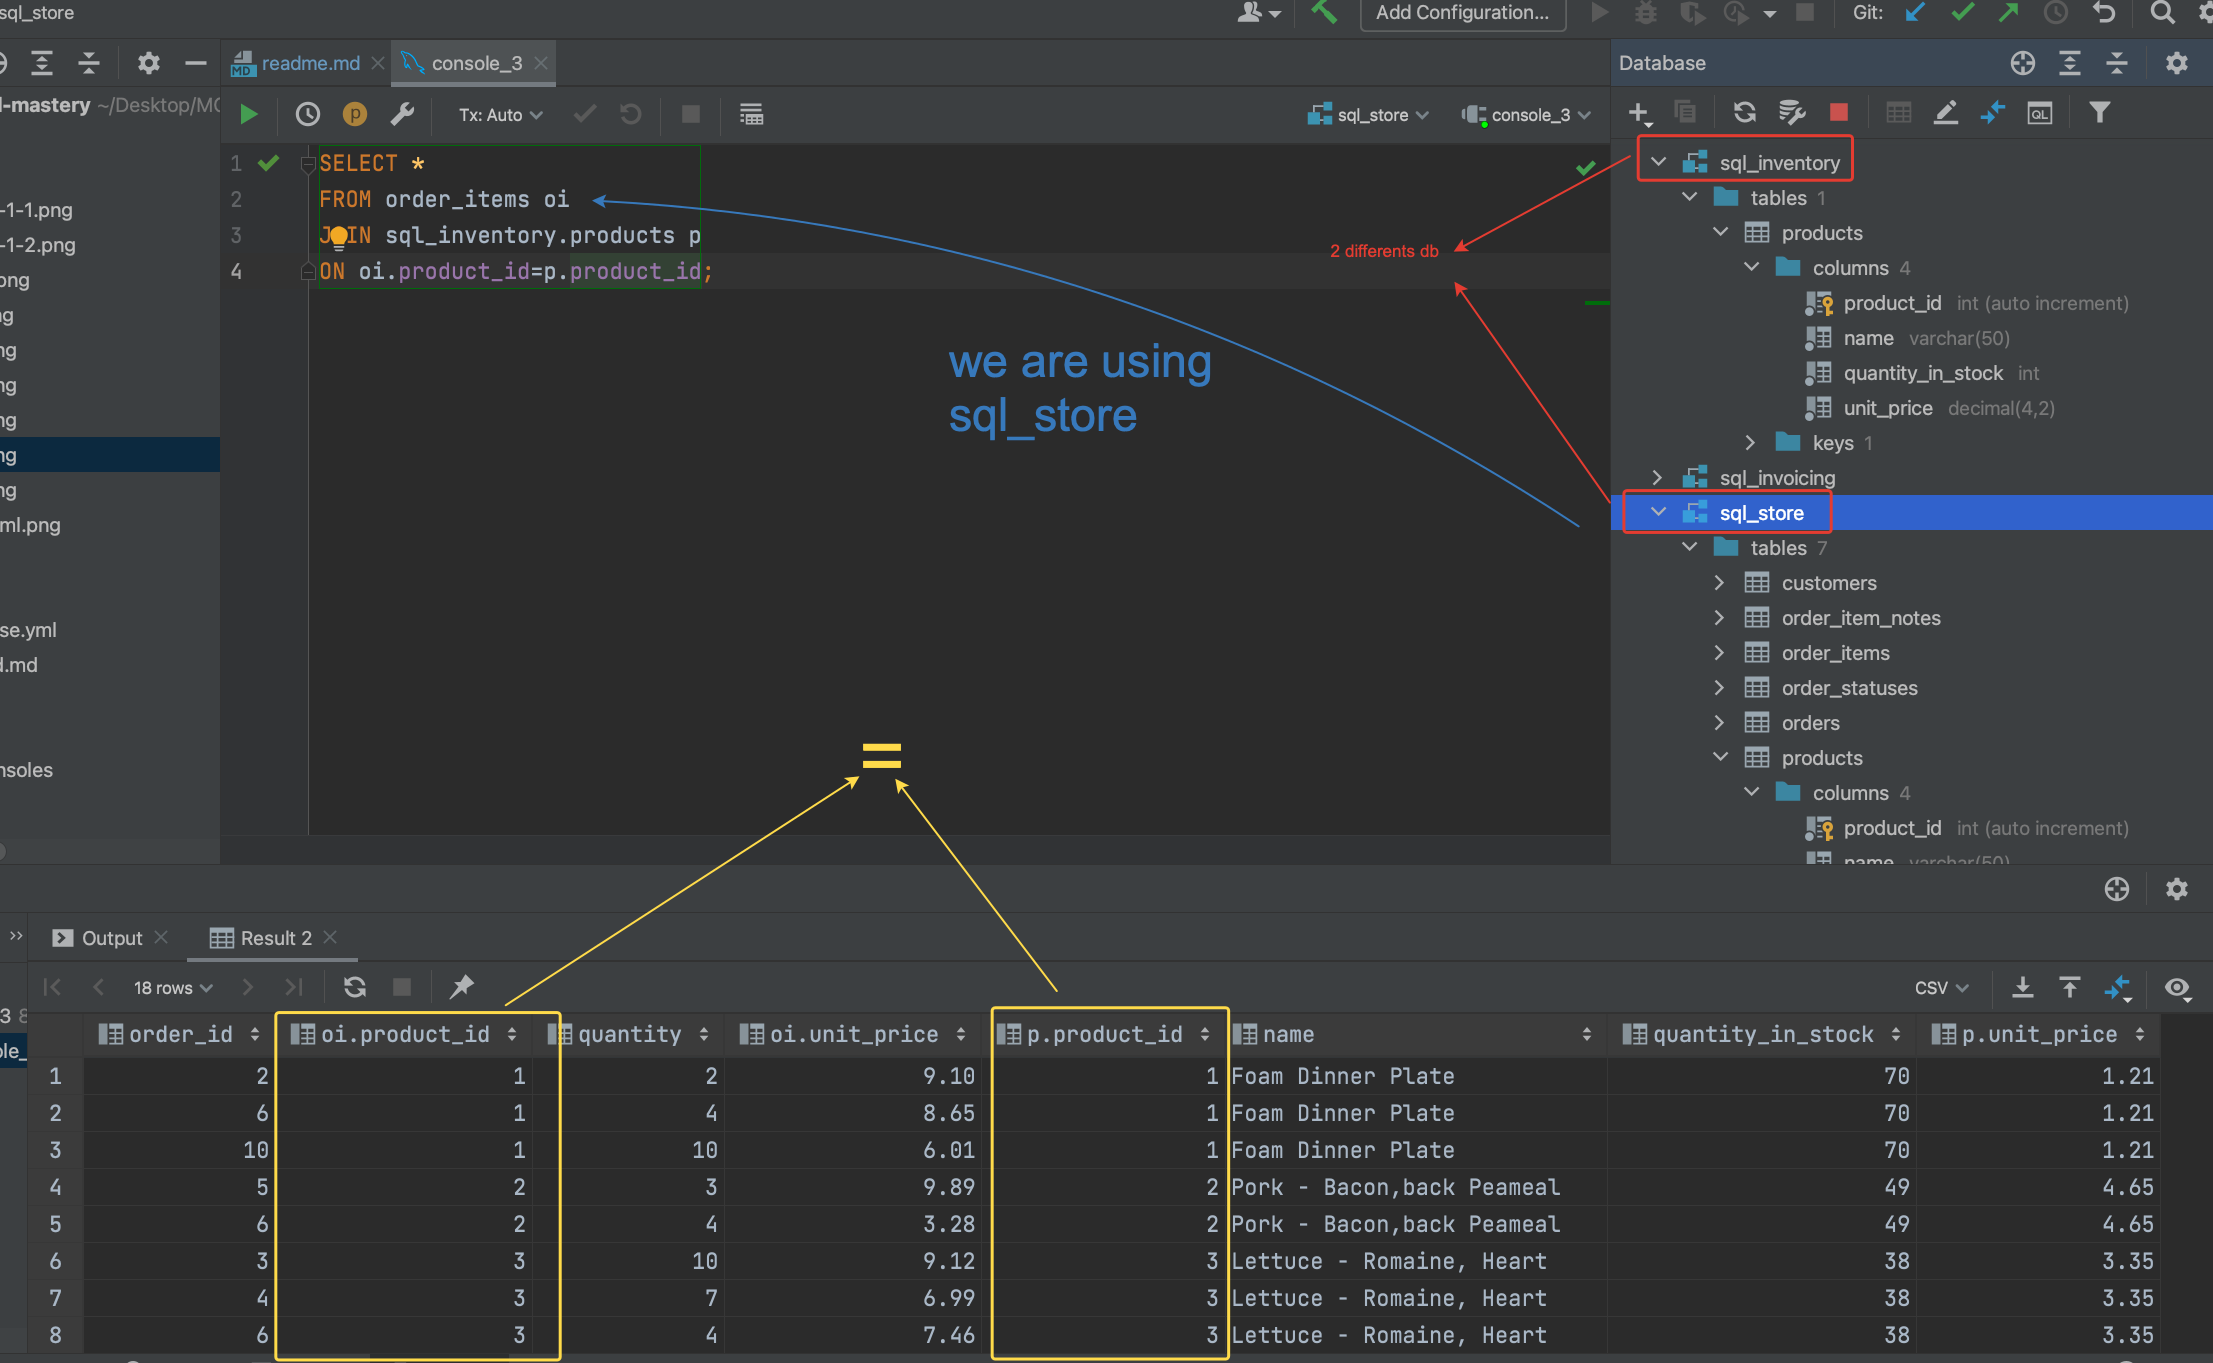 sql_store
Add Configuration...
Git:
readme.md
console_3
Database
l-mastery ~/Desktop/MO
Tx: Auto
sql_store
console_3
1 SELECT *
2 FROM order_items oi
3 JOIN sql_inventory.products p
4 ON oi.product_id=p.product_id;
2 differents db
we are using
sql_store
=
-1-1.png
-1-2.png
png
ng
ng
ng
ng
ng
ng
ml.png
se.yml
d.md
nsoles
sql_inventory
tables 1
products
columns 4
product_id int (auto increment)
name varchar(50)
quantity_in_stock int
unit_price decimal(4,2)
keys 1
sql_invoicing
sql_store
tables 7
customers
order_item_notes
order_items
order_statuses
orders
products
columns 4
product_id int (auto increment)
name varchar(50)
Output
Result 2
18 rows
CSV
order_id oi.product_id quantity oi.unit_price p.product_id name quantity_in_stock p.unit_price
1 2 1 2 9.10 1 Foam Dinner Plate 70 1.21
2 6 1 4 8.65 1 Foam Dinner Plate 70 1.21
3 10 1 10 6.01 1 Foam Dinner Plate 70 1.21
4 5 2 3 9.89 2 Pork - Bacon,back Peameal 49 4.65
5 6 2 4 3.28 2 Pork - Bacon,back Peameal 49 4.65
6 3 3 10 9.12 3 Lettuce - Romaine, Heart 38 3.35
7 4 3 7 6.99 3 Lettuce - Romaine, Heart 38 3.35
8 6 3 4 7.46 3 Lettuce - Romaine, Heart 38 3.35